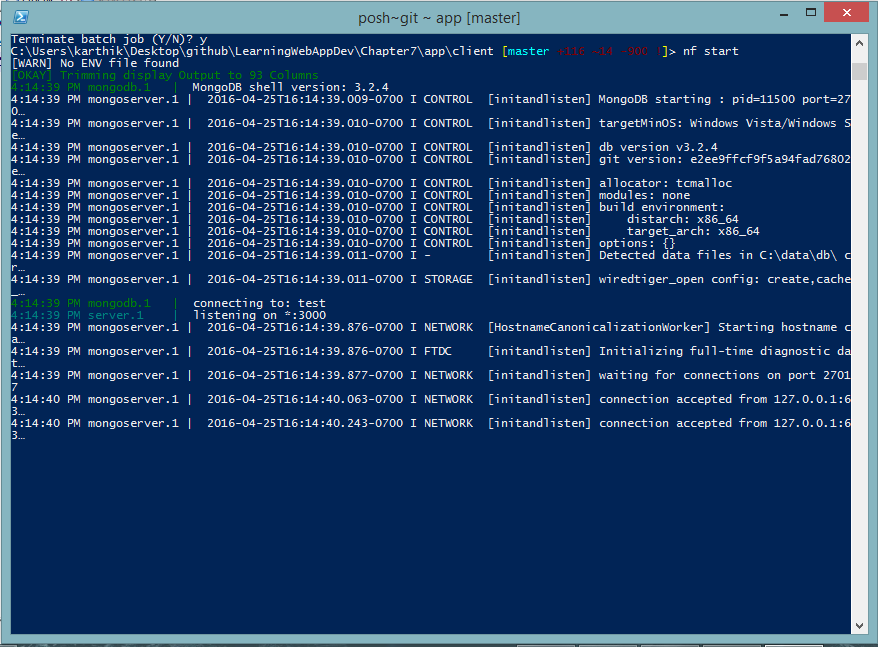 posh~git ~ app [master]
Terminate batch job (Y/N)? y
C:\Users\karthik\Desktop\github\LearningWebAppDev\Chapter7\app\client [master +118 ~14 -900 !]> nf start
[WARN] No ENV file found
[OKAY] Trimming display Output to 93 Columns
4:14:39 PM mongodb.1   |  MongoDB shell version: 3.2.4
4:14:39 PM mongoserver.1 |  2016-04-25T16:14:39.009-0700 I CONTROL  [initandlisten] MongoDB starting : pid=11500 port=27
0…
4:14:39 PM mongoserver.1 |  2016-04-25T16:14:39.010-0700 I CONTROL  [initandlisten] targetMinOS: Windows Vista/Windows S
e…
4:14:39 PM mongoserver.1 |  2016-04-25T16:14:39.010-0700 I CONTROL  [initandlisten] db version v3.2.4
4:14:39 PM mongoserver.1 |  2016-04-25T16:14:39.010-0700 I CONTROL  [initandlisten] git version: e2ee9ffcf9f5a94fad76802
e…
4:14:39 PM mongoserver.1 |  2016-04-25T16:14:39.010-0700 I CONTROL  [initandlisten] allocator: tcmalloc
4:14:39 PM mongoserver.1 |  2016-04-25T16:14:39.010-0700 I CONTROL  [initandlisten] modules: none
4:14:39 PM mongoserver.1 |  2016-04-25T16:14:39.010-0700 I CONTROL  [initandlisten] build environment:
4:14:39 PM mongoserver.1 |  2016-04-25T16:14:39.010-0700 I CONTROL  [initandlisten]     distarch: x86_64
4:14:39 PM mongoserver.1 |  2016-04-25T16:14:39.010-0700 I CONTROL  [initandlisten]     target_arch: x86_64
4:14:39 PM mongoserver.1 |  2016-04-25T16:14:39.010-0700 I CONTROL  [initandlisten] options: {}
4:14:39 PM mongoserver.1 |  2016-04-25T16:14:39.011-0700 I -        [initandlisten] Detected data files in C:\data\db\ c
r…
4:14:39 PM mongoserver.1 |  2016-04-25T16:14:39.011-0700 I STORAGE  [initandlisten] wiredtiger_open config: create,cache
_…
4:14:39 PM mongodb.1   |  connecting to: test
4:14:39 PM server.1    |  listening on *:3000
4:14:39 PM mongoserver.1 |  2016-04-25T16:14:39.876-0700 I NETWORK  [HostnameCanonicalizationWorker] Starting hostname c
a…
4:14:39 PM mongoserver.1 |  2016-04-25T16:14:39.876-0700 I FTDC     [initandlisten] Initializing full-time diagnostic da
t…
4:14:39 PM mongoserver.1 |  2016-04-25T16:14:39.877-0700 I NETWORK  [initandlisten] waiting for connections on port 2701
7
4:14:40 PM mongoserver.1 |  2016-04-25T16:14:40.063-0700 I NETWORK  [initandlisten] connection accepted from 127.0.0.1:6
3…
4:14:40 PM mongoserver.1 |  2016-04-25T16:14:40.243-0700 I NETWORK  [initandlisten] connection accepted from 127.0.0.1:6
3…